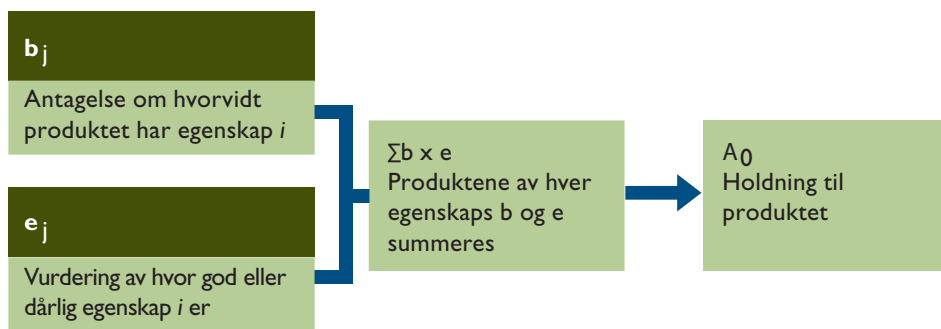 b j
Antagelse om hvorvidt
produktet har egenskap i
e j
Vurdering av hvor god eller
dårlig egenskap i er
∑b x e
Produktene av hver
egenskaps b og e
summeres
A0
Holdning til
produktet